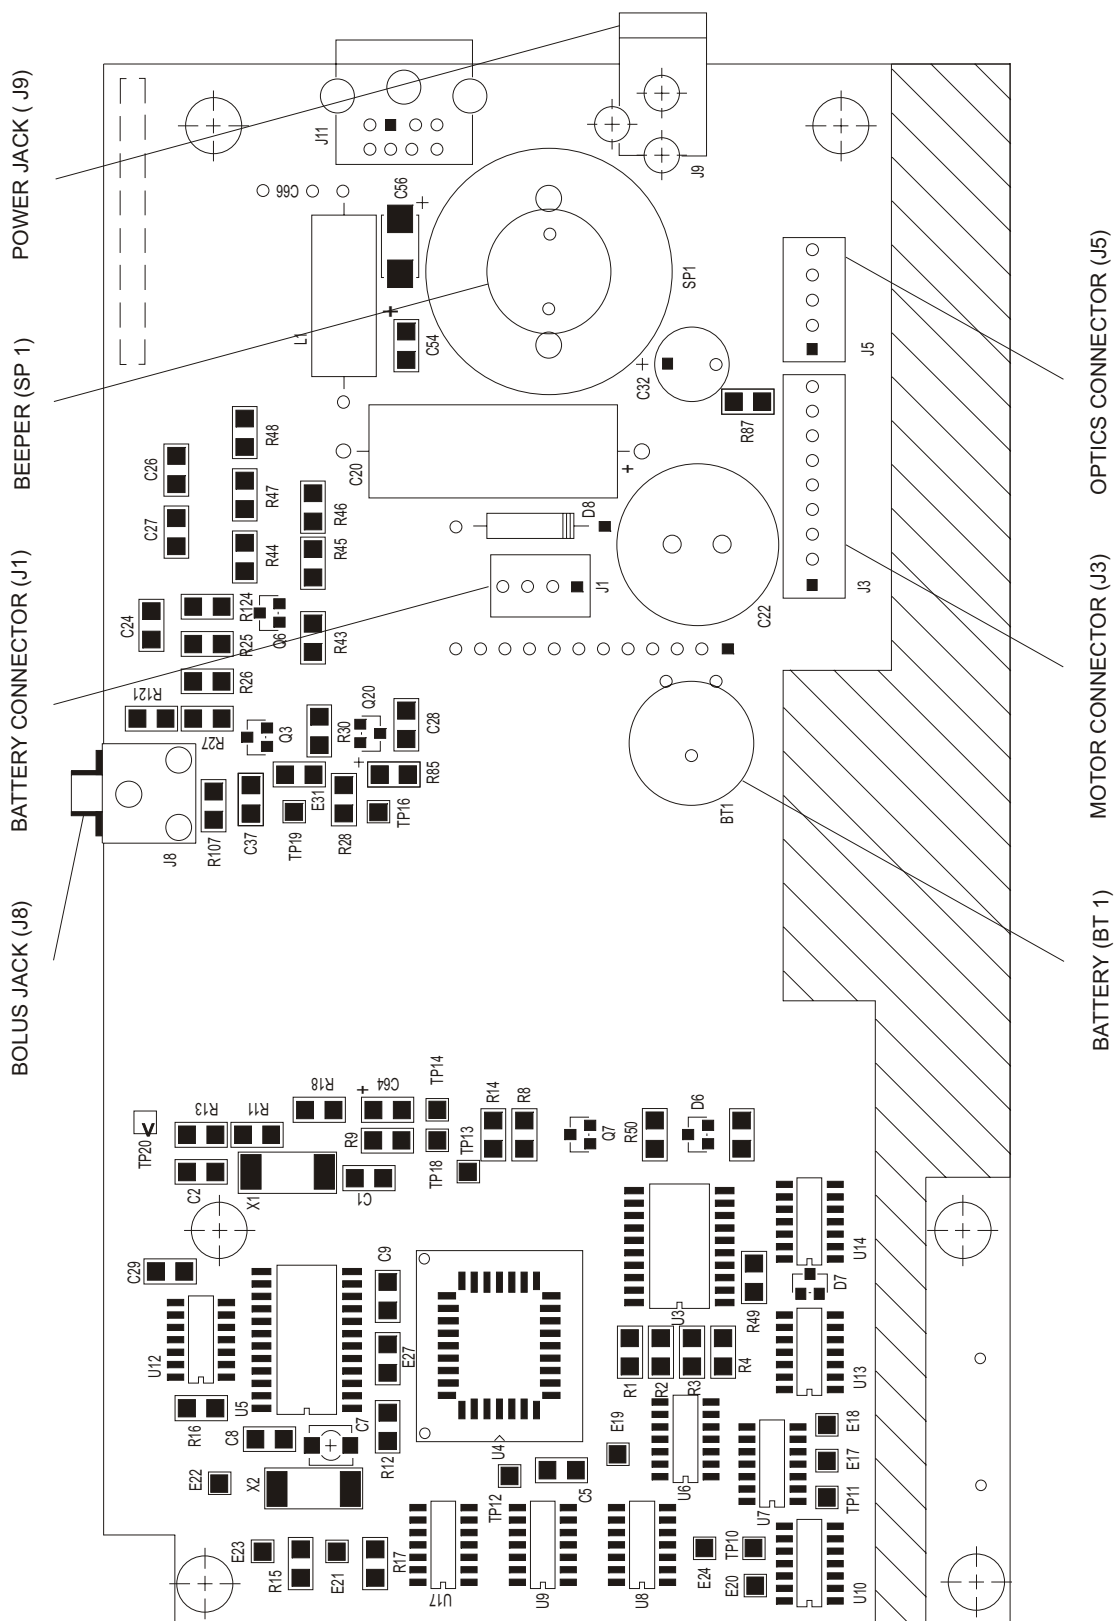 POWER JACK ( J9)
BEEPER (SP 1)
BATTERY CONNECTOR (J1)
BOLUS JACK (J8)
OPTICS CONNECTOR (J5)
MOTOR CONNECTOR (J3)
BATTERY (BT 1)
J11
J9
C66
C56
+
SP1
L1
+
C54
J5
C32
+
R87
R48
C26
C20
+
R47
R46
C27
D8
R44
R45
J1
J3
C22
C24
R124
Q6
R25
R43
R26
R121
R27
Q3
R30
Q20
+
C28
E31
R85
J8
R107
C37
TP19
R28
TP16
BT1
TP20
<
R13
R11
R18
+
C64
TP14
R14
R8
R9
TP13
TP18
Q7
R50
D6
C2
X1
C1
C29
C9
U14
D7
U3
R49
U12
E27
R1
R2
R3
R4
U13
R16
U5
C8
C7
R12
U4
E19
E18
E22
X2
TP12
C5
U6
E17
U7
TP11
E23
R15
E21
R17
U17
U9
U8
E24
TP10
E20
U10